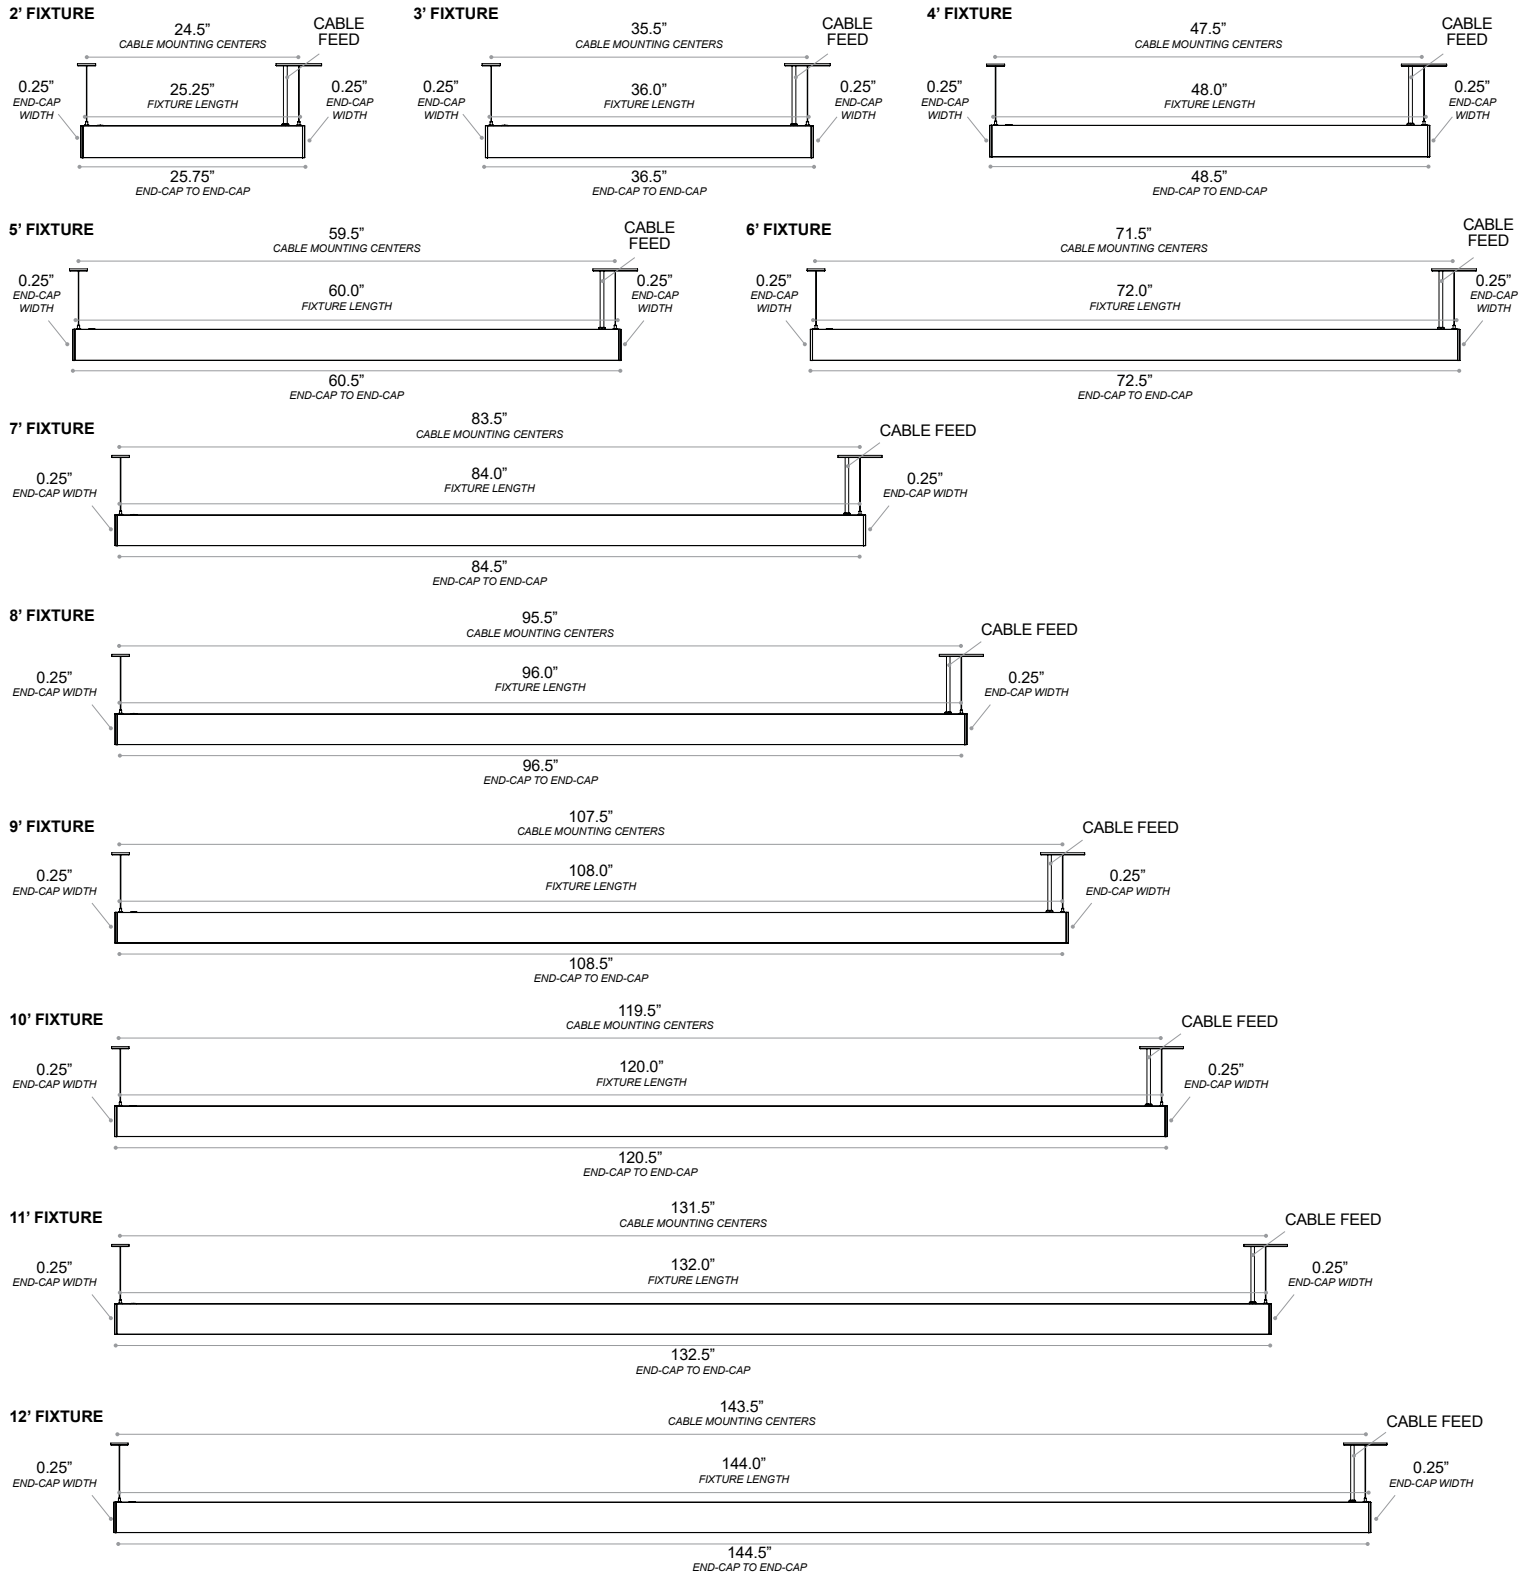 2’ FIXTURE
24.5”
CABLE MOUNTING CENTERS
CABLE
FEED
0.25”
END-CAP
WIDTH
25.25”
FIXTURE LENGTH
0.25”
END-CAP
WIDTH
25.75”
END-CAP TO END-CAP
3’ FIXTURE
35.5”
CABLE MOUNTING CENTERS
CABLE
FEED
0.25”
END-CAP
WIDTH
36.0”
FIXTURE LENGTH
0.25”
END-CAP
WIDTH
36.5”
END-CAP TO END-CAP
4’ FIXTURE
47.5”
CABLE MOUNTING CENTERS
CABLE
FEED
0.25”
END-CAP
WIDTH
48.0”
FIXTURE LENGTH
0.25”
END-CAP
WIDTH
48.5”
END-CAP TO END-CAP
5’ FIXTURE
59.5”
CABLE MOUNTING CENTERS
CABLE
FEED
0.25”
END-CAP
WIDTH
60.0”
FIXTURE LENGTH
0.25”
END-CAP
WIDTH
60.5”
END-CAP TO END-CAP
6’ FIXTURE
71.5”
CABLE MOUNTING CENTERS
CABLE
FEED
0.25”
END-CAP
WIDTH
72.0”
FIXTURE LENGTH
0.25”
END-CAP
WIDTH
72.5”
END-CAP TO END-CAP
7’ FIXTURE
83.5”
CABLE MOUNTING CENTERS
CABLE FEED
0.25”
END-CAP WIDTH
84.0”
FIXTURE LENGTH
0.25”
END-CAP WIDTH
84.5”
END-CAP TO END-CAP
8’ FIXTURE
95.5”
CABLE MOUNTING CENTERS
CABLE FEED
0.25”
END-CAP WIDTH
96.0”
FIXTURE LENGTH
0.25”
END-CAP WIDTH
96.5”
END-CAP TO END-CAP
9’ FIXTURE
107.5”
CABLE MOUNTING CENTERS
CABLE FEED
0.25”
END-CAP WIDTH
108.0”
FIXTURE LENGTH
0.25”
END-CAP WIDTH
108.5”
END-CAP TO END-CAP
10’ FIXTURE
119.5”
CABLE MOUNTING CENTERS
CABLE FEED
0.25”
END-CAP WIDTH
120.0”
FIXTURE LENGTH
0.25”
END-CAP WIDTH
120.5”
END-CAP TO END-CAP
11’ FIXTURE
131.5”
CABLE MOUNTING CENTERS
CABLE FEED
0.25”
END-CAP WIDTH
132.0”
FIXTURE LENGTH
0.25”
END-CAP WIDTH
132.5”
END-CAP TO END-CAP
12’ FIXTURE
143.5”
CABLE MOUNTING CENTERS
CABLE FEED
0.25”
END-CAP WIDTH
144.0”
FIXTURE LENGTH
0.25”
END-CAP WIDTH
144.5”
END-CAP TO END-CAP